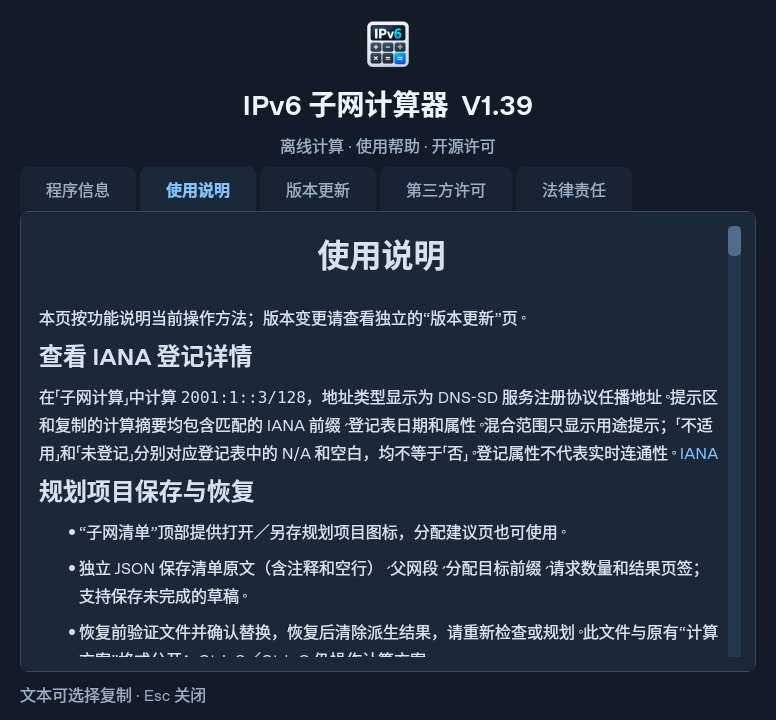 IPv6
IPv6 子网计算器 V1.39
离线计算 · 使用帮助 · 开源许可
程序信息 使用说明 版本更新 第三方许可 法律责任
使用说明
本页按功能说明当前操作方法；版本变更请查看独立的“版本更新”页。
查看 IANA 登记详情
在「子网计算」中计算 2001:1::3/128，地址类型显示为 DNS-SD 服务注册协议任播地址。提示区
和复制的计算摘要均包含匹配的 IANA 前缀、登记表日期和属性。混合范围只显示用途提示；「不适
用」和「未登记」分别对应登记表中的 N/A 和空白，均不等于「否」。登记属性不代表实时连通性。IANA
规划项目保存与恢复
• “子网清单”顶部提供打开／另存规划项目图标，分配建议页也可使用。
• 独立 JSON 保存清单原文（含注释和空行）、父网段、分配目标前缀、请求数量和结果页签；
支持保存未完成的草稿。
• 恢复前验证文件并确认替换，恢复后清除派生结果，请重新检查或规划。此文件与原有“计算
文本可选择复制 · Esc 关闭